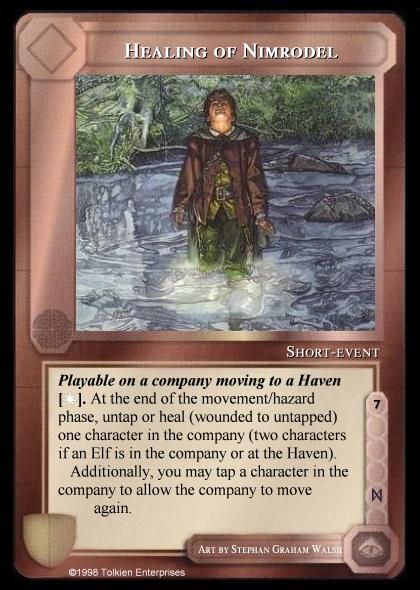 Healing of Nimrodel
Short-event
Playable on a company moving to a Haven
[☼]. At the end of the movement/hazard
phase, untap or heal (wounded to untapped)
one character in the company (two characters
if an Elf is in the company or at the Haven).
Additionally, you may tap a character in the
company to allow the company to move
again.
7
ᛞ
Art by Stephan Graham Walsh
©1998 Tolkien Enterprises